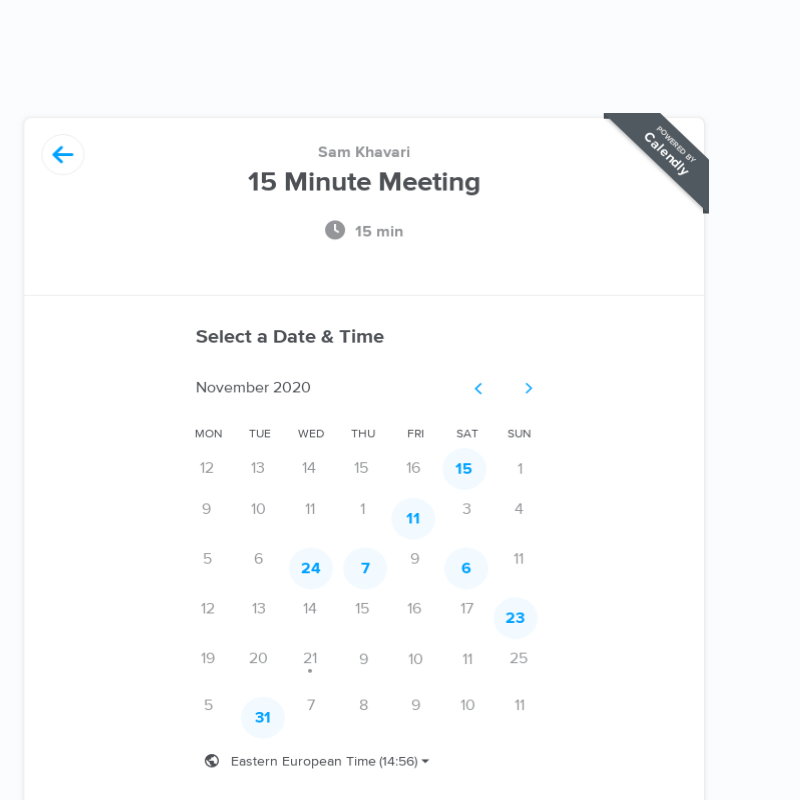 POWERED BY
Calendly
Sam Khavari
15 Minute Meeting
15 min
Select a Date & Time
November 2020
MON TUE WED THU FRI SAT SUN
12 13 14 15 16 15 1
9 10 11 1 11 3 4
5 6 24 7 9 6 11
12 13 14 15 16 17 23
19 20 21 9 10 11 25
5 31 7 8 9 10 11
Eastern European Time (14:56)